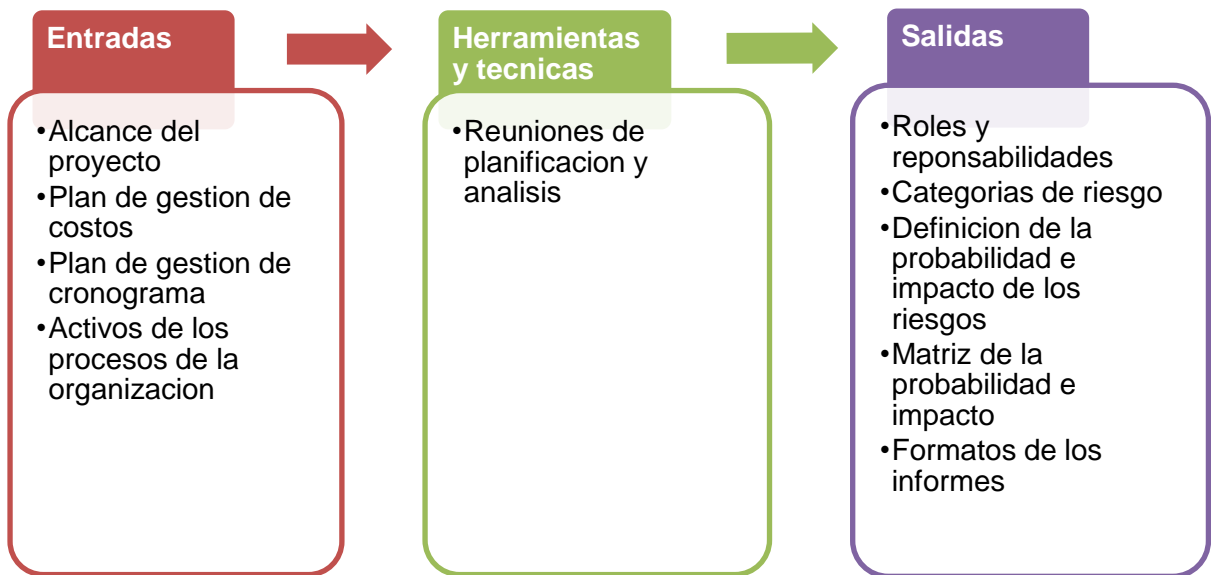 Entradas
•Alcance del
proyecto
•Plan de gestion de
costos
•Plan de gestion de
cronograma
•Activos de los
procesos de la
organizacion
Herramientas
y tecnicas
•Reuniones de
planificacion y
analisis
Salidas
•Roles y
reponsabilidades
•Categorias de riesgo
•Definicion de la
probabilidad e
impacto de los
riesgos
•Matriz de la
probabilidad e
impacto
•Formatos de los
informes